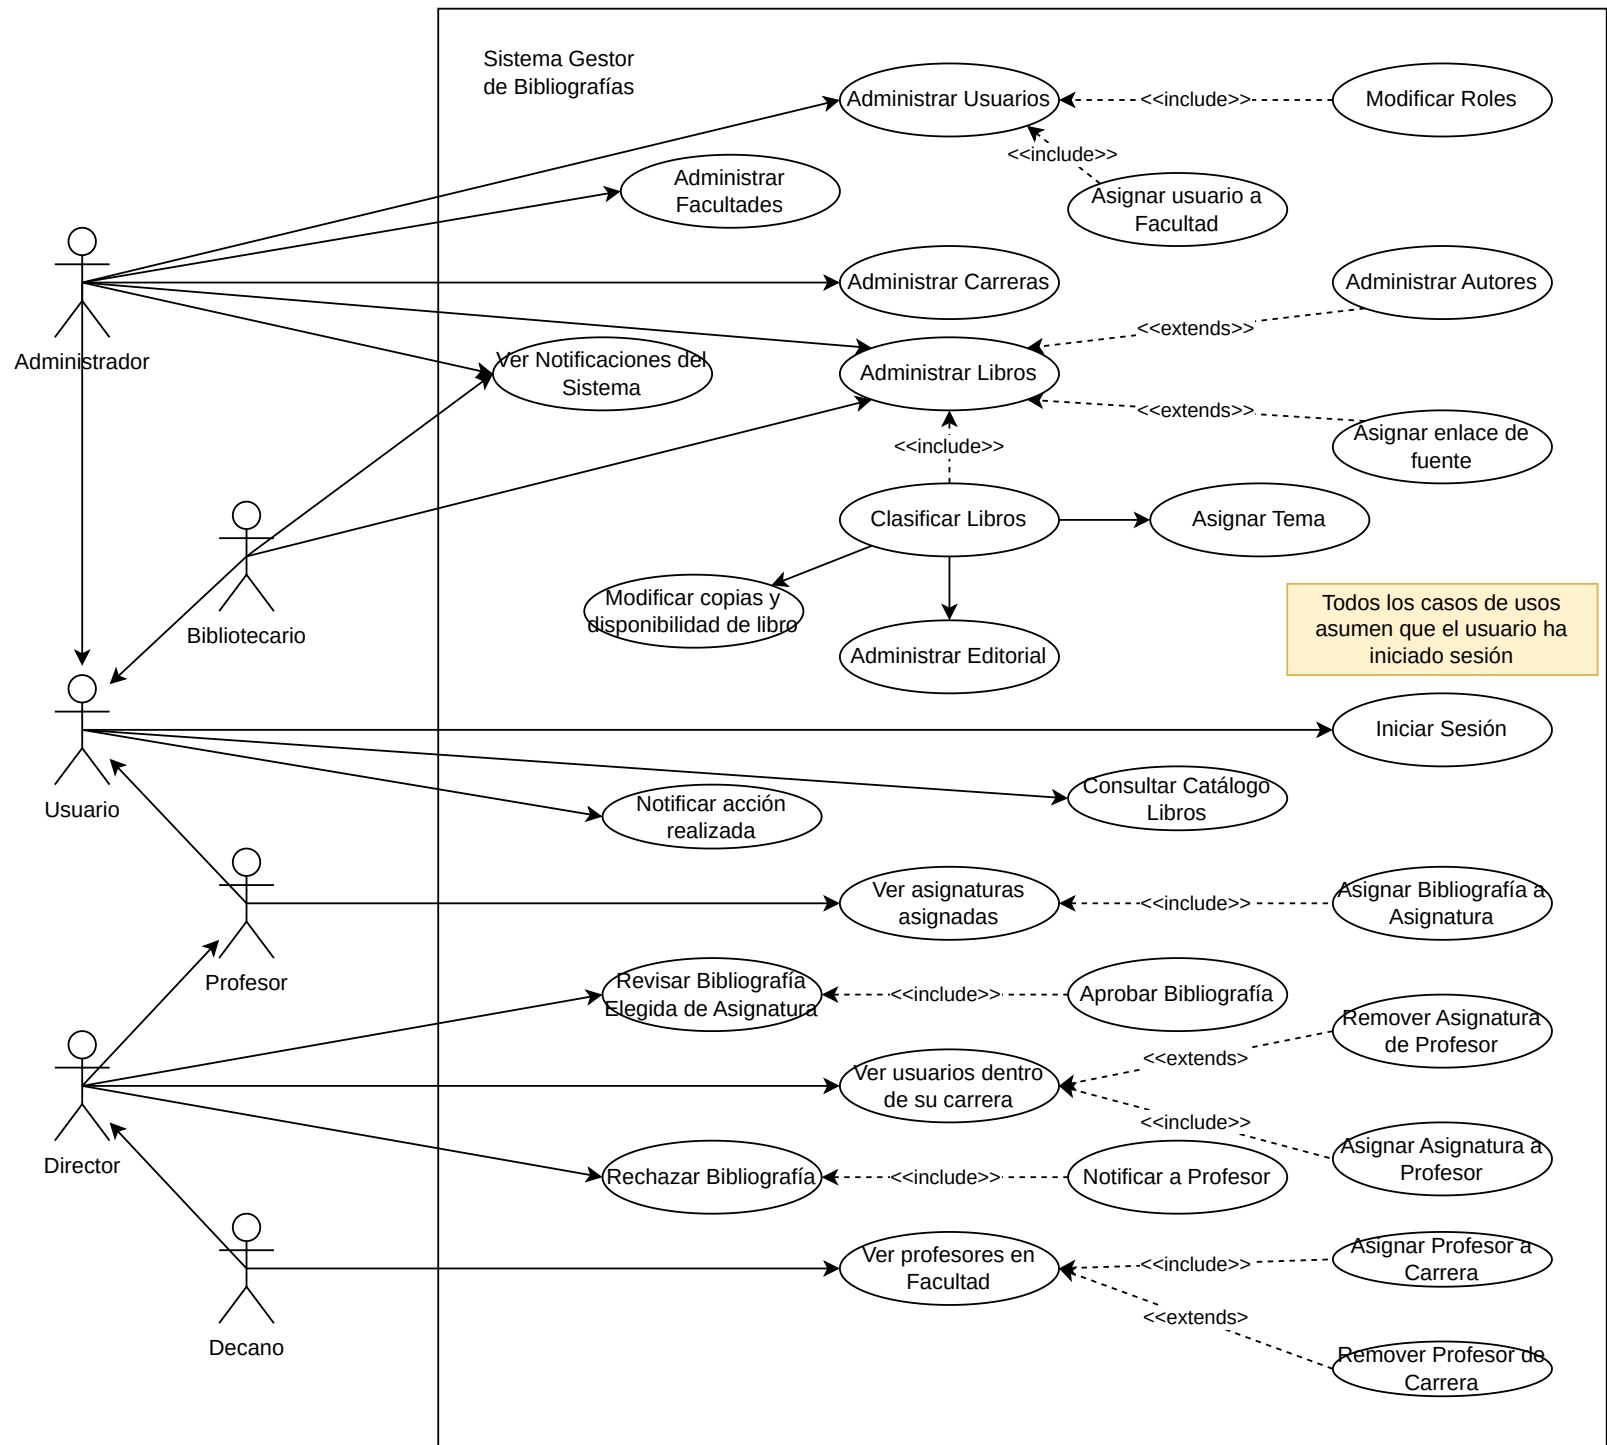 Sistema Gestor
de Bibliografías
Administrar Usuarios
<<include>>
Modificar Roles
<<include>>
Administrar
Facultades
Asignar usuario a
Facultad
Administrar Carreras
Administrar Autores
<<extends>>
Administrador
Ver Notificaciones del
Sistema
Administrar Libros
<<extends>>
Asignar enlace de
fuente
<<include>>
Clasificar Libros
Asignar Tema
Modificar copias y
disponibilidad de libro
Bibliotecario
Administrar Editorial
Todos los casos de usos
asumen que el usuario ha
iniciado sesión
Iniciar Sesión
Usuario
Notificar acción
realizada
Consultar Catálogo
Libros
Ver asignaturas
asignadas
<<include>>
Asignar Bibliografía a
Asignatura
Profesor
Revisar Bibliografía
Elegida de Asignatura
<<include>>
Aprobar Bibliografía
Remover Asignatura
de Profesor
<<extends>
Ver usuarios dentro
de su carrera
<<include>>
Asignar Asignatura a
Profesor
Director
Rechazar Bibliografía
<<include>>
Notificar a Profesor
Ver profesores en
Facultad
<<include>>
Asignar Profesor a
Carrera
<<extends>
Decano
Remover Profesor de
Carrera